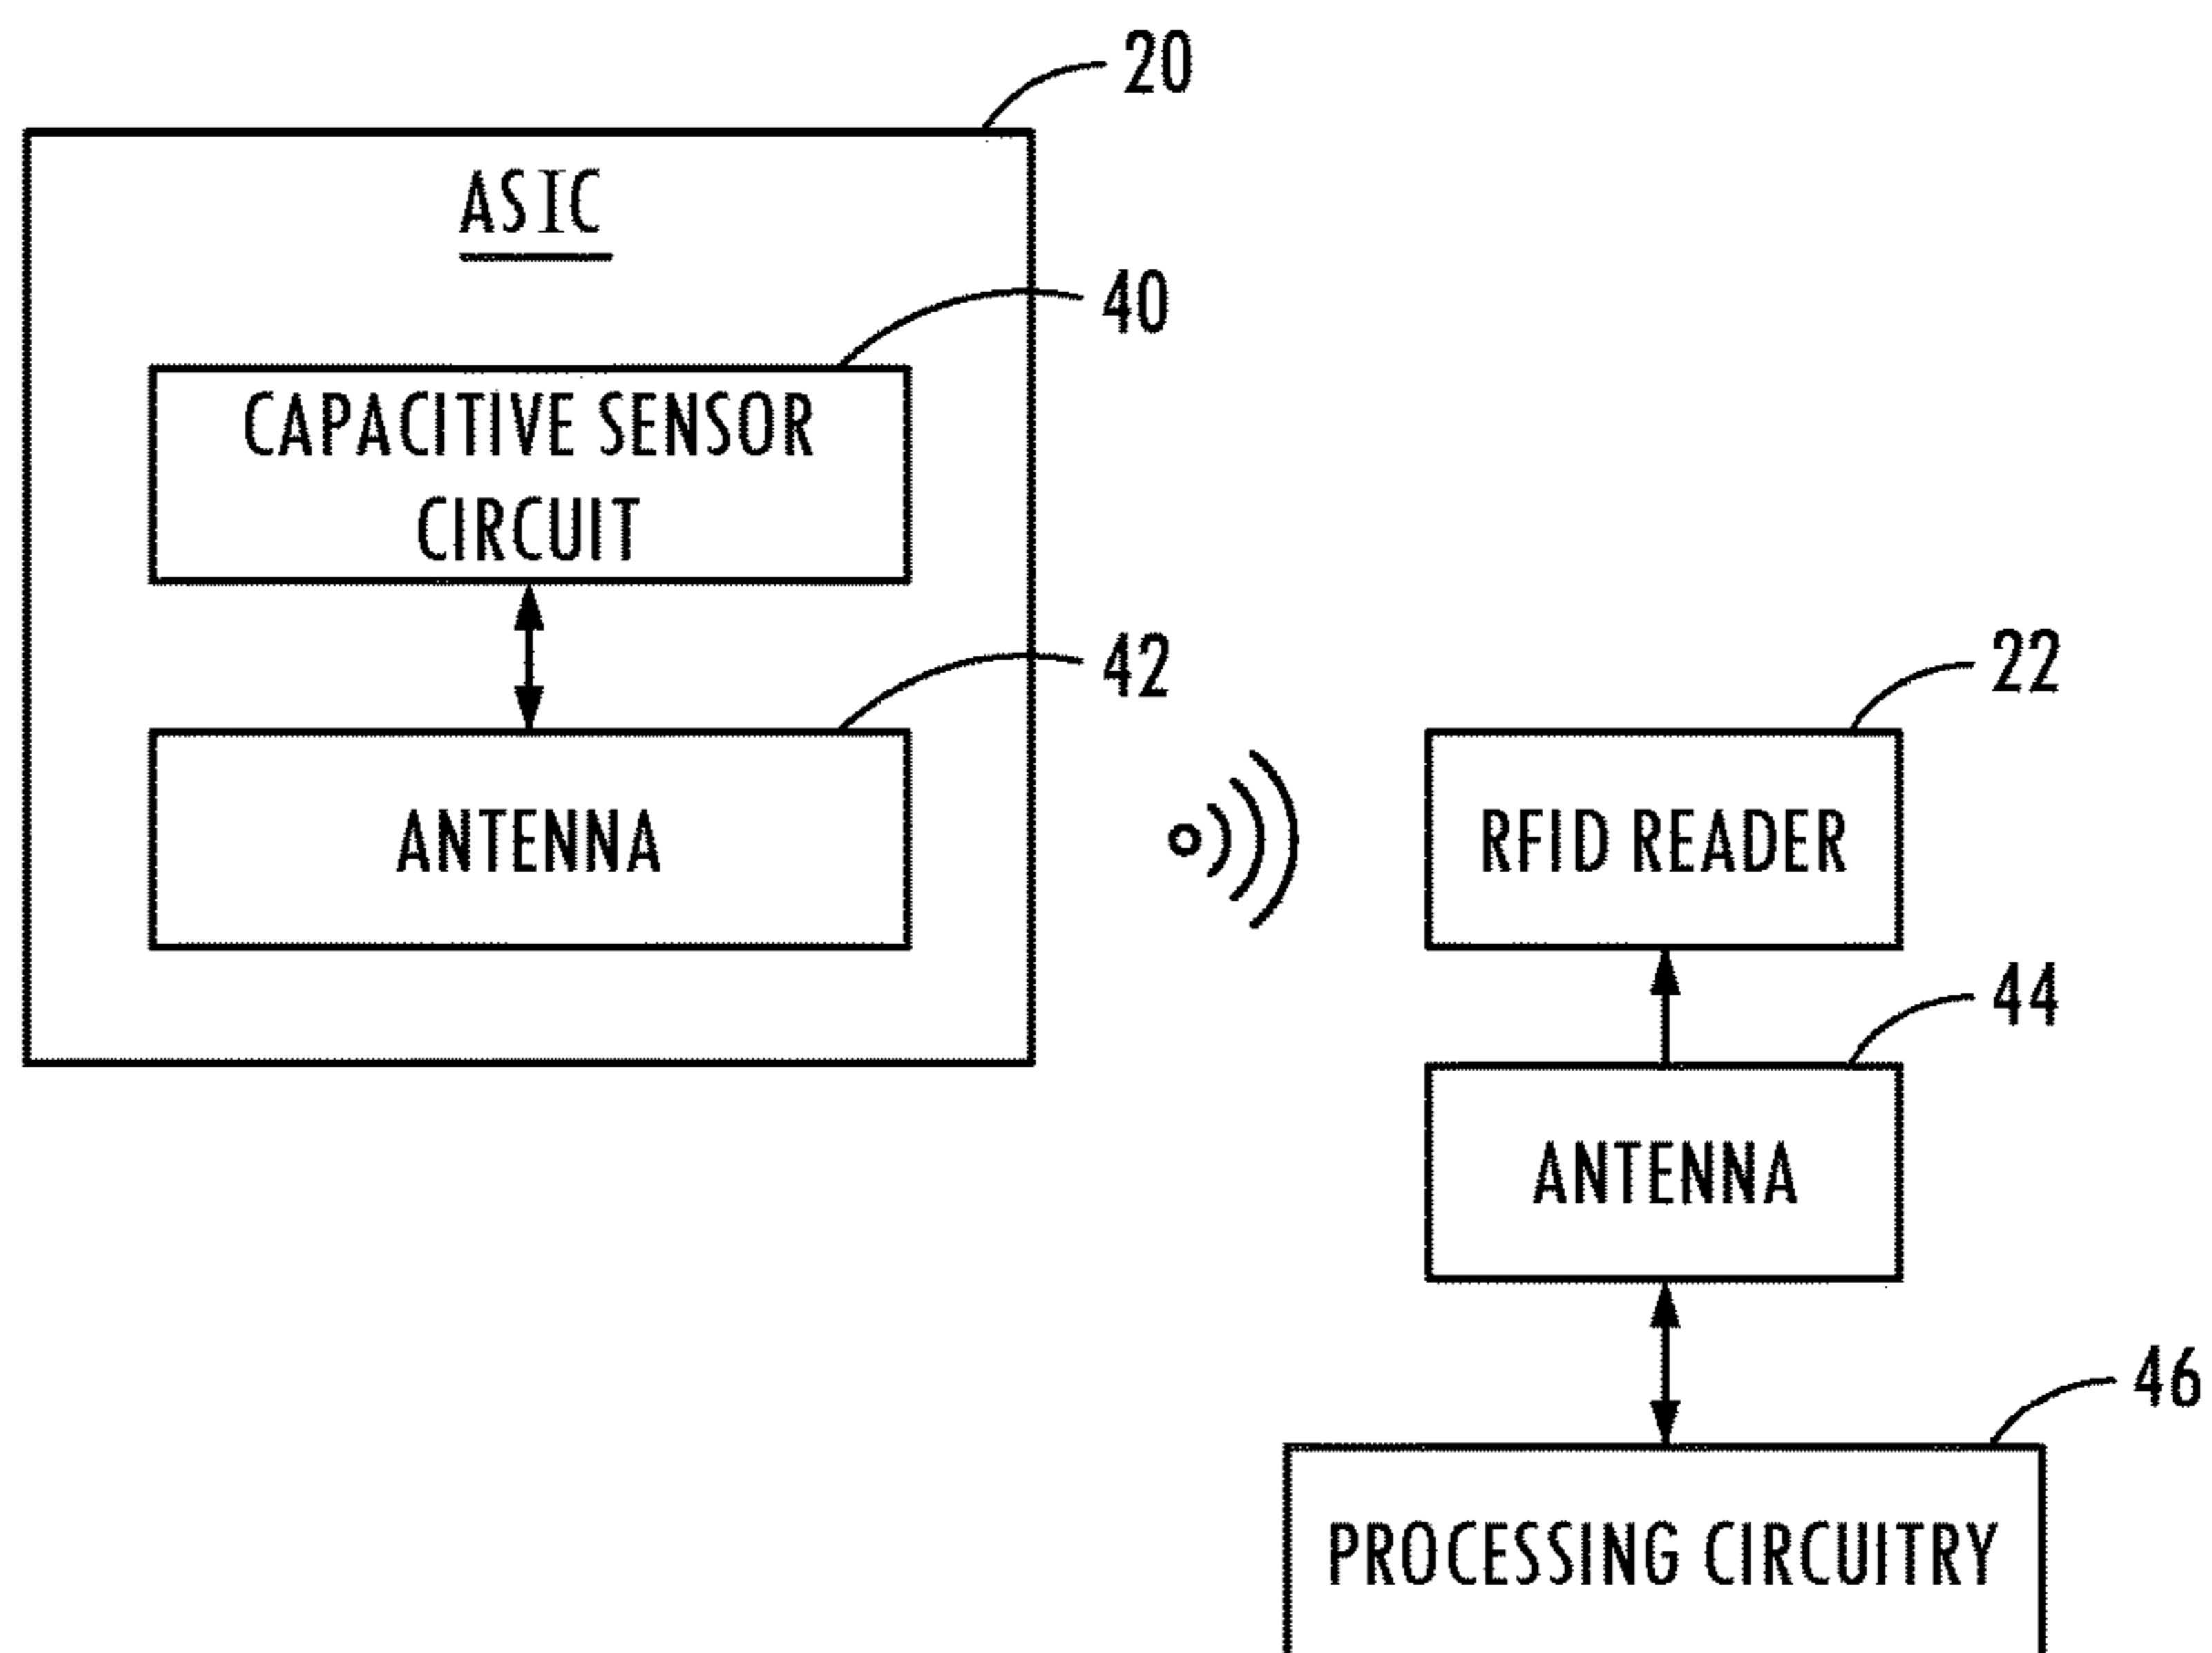 20
ASIC
40
CAPACITIVE SENSOR
CIRCUIT
42
ANTENNA
22
RFID READER
44
ANTENNA
46
PROCESSING CIRCUITRY